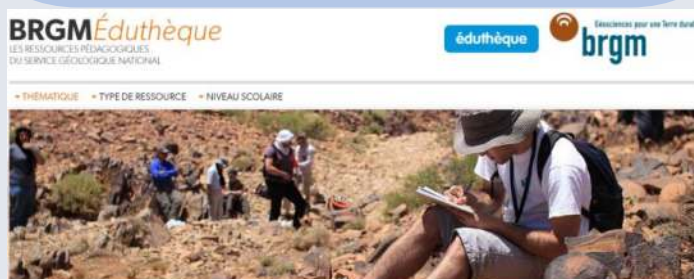 BRGMÉduthèque
LES RESSOURCES PÉDAGOGIQUES
DU SERVICE GÉOLOGIQUE NATIONAL
éduthèque
Géosciences pour une Terre durable
brgm
THÉMATIQUE TYPE DE RESSOURCE NIVEAU SCOLAIRE